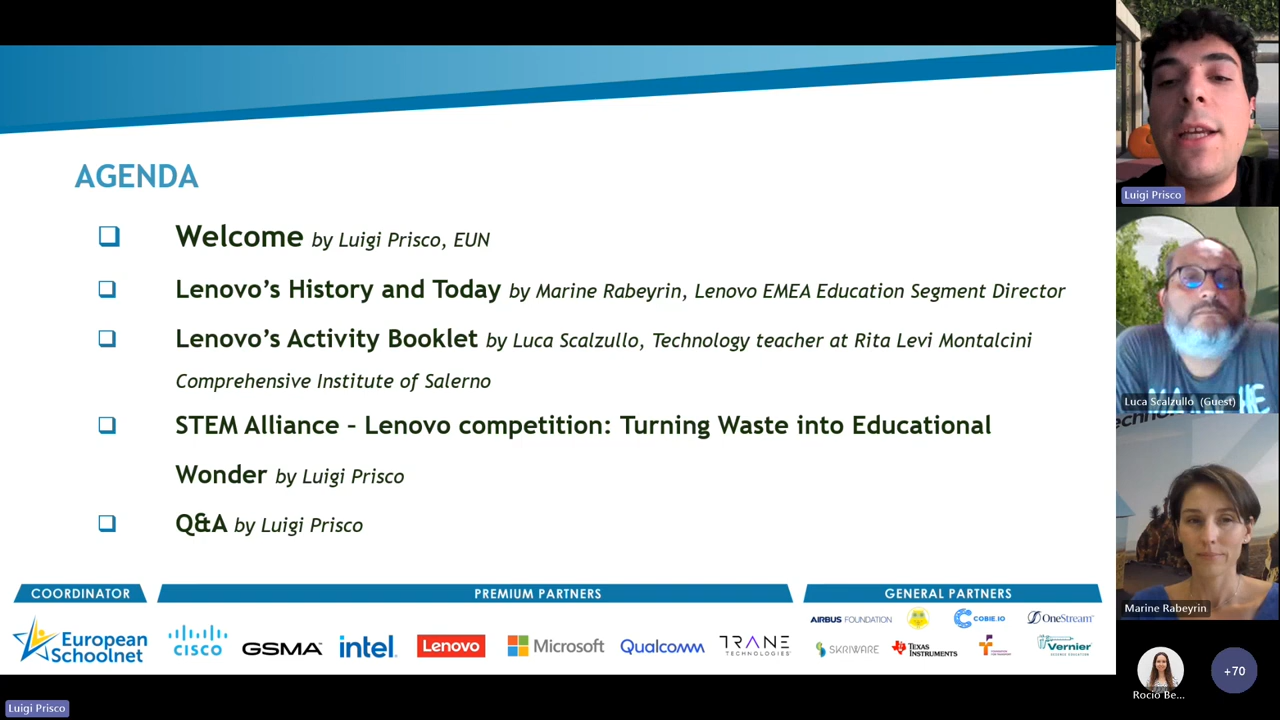 AGENDA
Welcome by Luigi Prisco, EUN
Lenovo’s History and Today by Marine Rabeyrin, Lenovo EMEA Education Segment Director
Lenovo’s Activity Booklet by Luca Scalzullo, Technology teacher at Rita Levi Montalcini
Comprehensive Institute of Salerno
STEM Alliance – Lenovo competition: Turning Waste into Educational
Wonder by Luigi Prisco
Q&A by Luigi Prisco
COORDINATOR
PREMIUM PARTNERS
GENERAL PARTNERS
European
Schoolnet
CISCO
GSMA
intel
Lenovo
Microsoft
Qualcomm
TRANE
TECHNOLOGIES
AIRBUS FOUNDATION
COBIE.IO
OneStream
SKRIWARE
TEXAS
INSTRUMENTS
Vernier
SCIENCE EDUCATION
Luigi Prisco
Luca Scalzullo (Guest)
Marine Rabeyrin
Rocío Be...
+70
Luigi Prisco